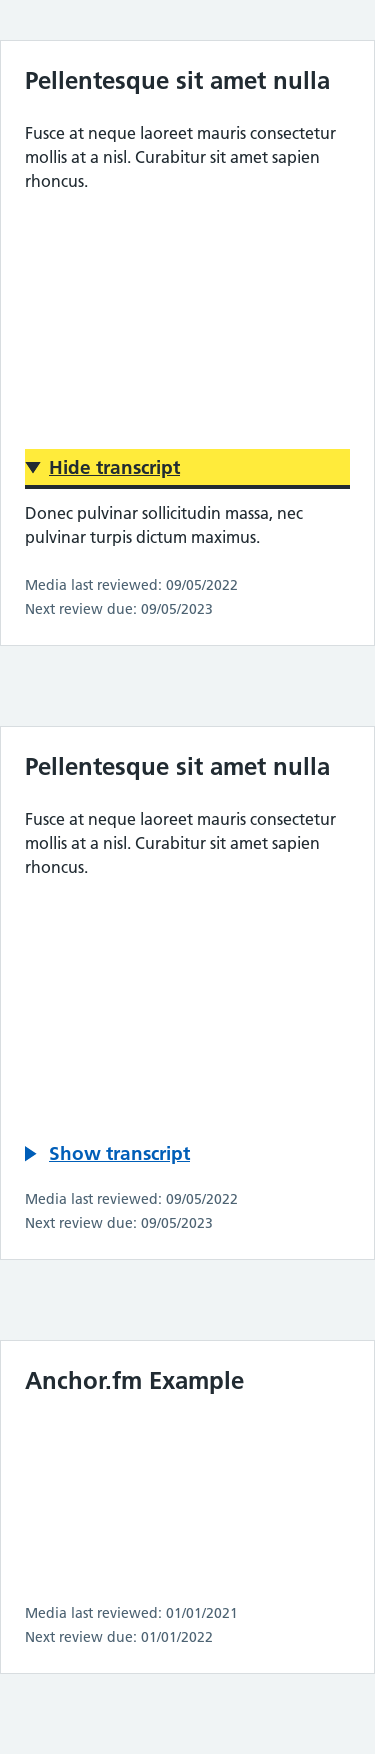 Pellentesque sit amet nulla
Fusce at neque laoreet mauris consectetur
mollis at a nisl. Curabitur sit amet sapien
rhoncus.
Hide transcript
Donec pulvinar sollicitudin massa, nec
pulvinar turpis dictum maximus.
Media last reviewed: 09/05/2022
Next review due: 09/05/2023
Pellentesque sit amet nulla
Fusce at neque laoreet mauris consectetur
mollis at a nisl. Curabitur sit amet sapien
rhoncus.
Show transcript
Media last reviewed: 09/05/2022
Next review due: 09/05/2023
Anchor.fm Example
Media last reviewed: 01/01/2021
Next review due: 01/01/2022